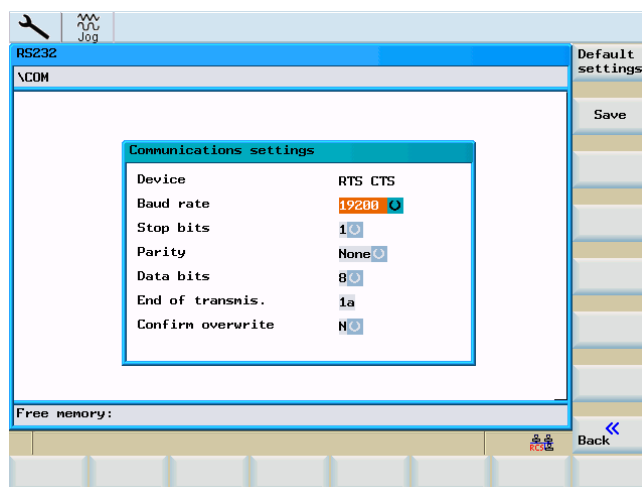 Jog
RS232
\COM
Default
settings
Save
Communications settings
Device RTS CTS
Baud rate 19200
Stop bits 1
Parity None
Data bits 8
End of transmis. 1a
Confirm overwrite N
Free memory:
RCS
Back